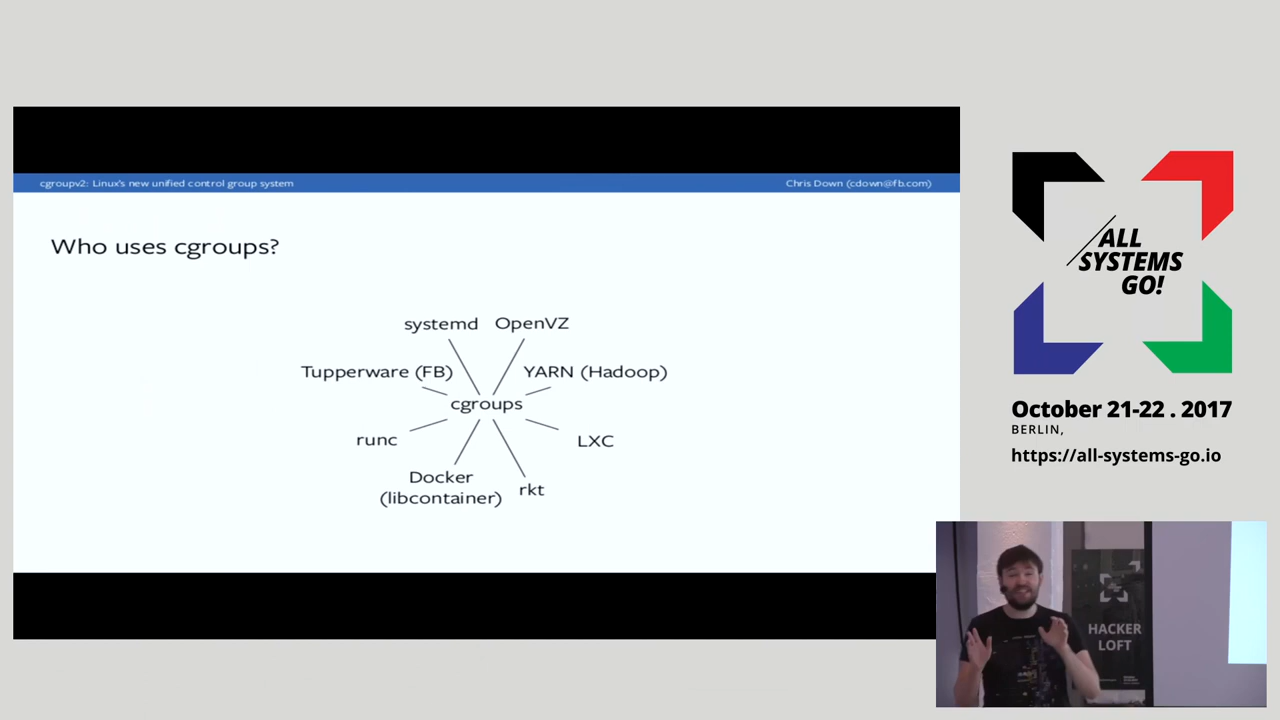 cgroupv2: Linux's new unified control group system
Chris Down (cdown@fb.com)
Who uses cgroups?
systemd
OpenVZ
Tupperware (FB)
YARN (Hadoop)
cgroups
runc
LXC
Docker
(libcontainer)
rkt
ALL
SYSTEMS
GO!
October 21-22 . 2017
BERLIN,
https://all-systems-go.io
HACKER
LOFT